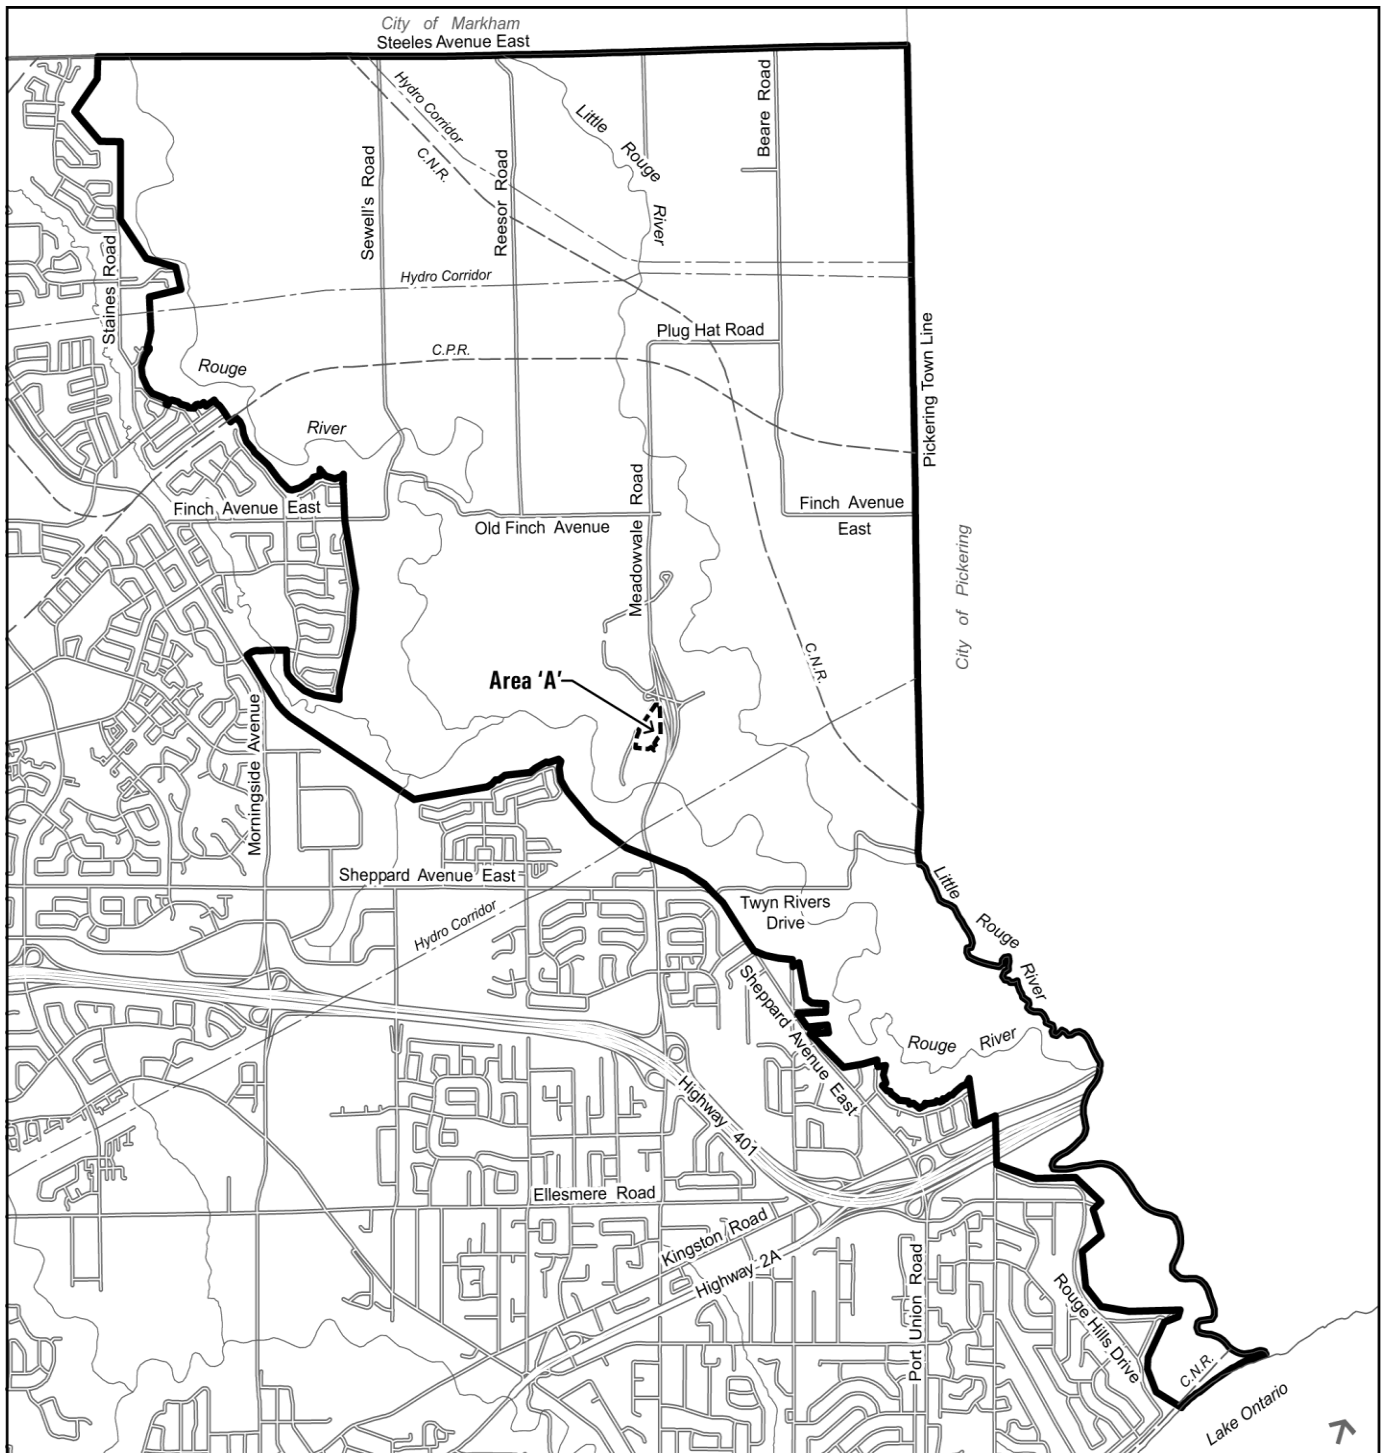 City of Markham
Steeles Avenue East
Hydro Corridor
C.N.R.
Little
Rouge
River
Beare Road
Sewell's Road
Reesor Road
Staines Road
Hydro Corridor
Plug Hat Road
C.P.R.
Pickering Town Line
Rouge
River
Meadowvale Road
Finch Avenue East
Old Finch Avenue
Finch Avenue
East
City of Pickering
C.N.R.
Area ‘A’
Morningside Avenue
Sheppard Avenue East
Hydro Corridor
Twyn Rivers
Drive
Little
Rouge
River
Sheppard Avenue East
Rouge River
Highway 401
Ellesmere Road
Kingston Road
Highway 2A
Port Union Road
Rouge Hills Drive
C.N.R.
Lake Ontario